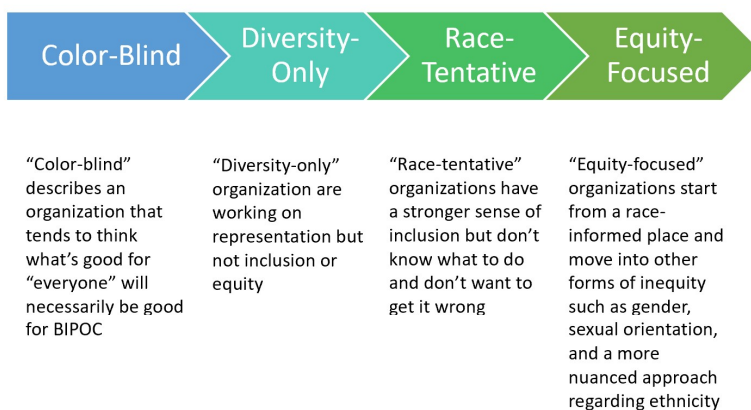 Color-Blind
Diversity-
Only
Race-
Tentative
Equity-
Focused
“Color-blind”
describes an
organization that
tends to think
what’s good for
“everyone” will
necessarily be good
for BIPOC
“Diversity-only”
organization are
working on
representation but
not inclusion or
equity
“Race-tentative”
organizations have
a stronger sense of
inclusion but don’t
know what to do
and don’t want to
get it wrong
“Equity-focused”
organizations start
from a race-
informed place and
move into other
forms of inequity
such as gender,
sexual orientation,
and a more
nuanced approach
regarding ethnicity